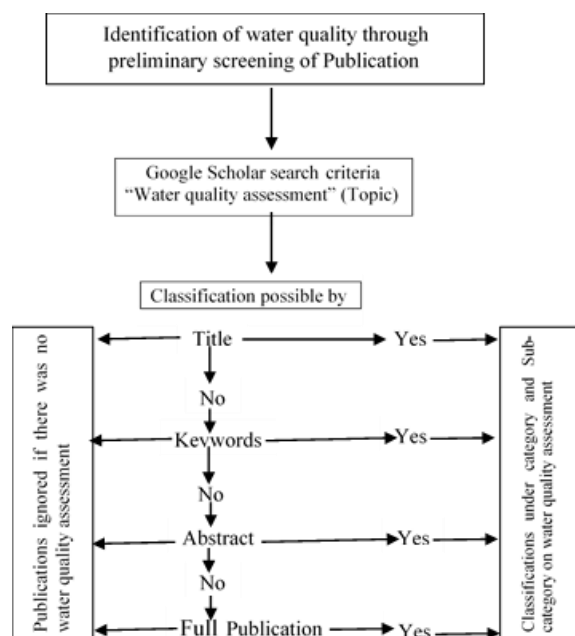 Identification of water quality through
preliminary screening of Publication
Google Scholar search criteria
“Water quality assessment” (Topic)
Classification possible by
Title
Yes
No
Keywords
Yes
No
Abstract
Yes
No
Full Publication
Yes
Publications ignored if there was no
water quality assessment
Classifications under category and Sub-
category on water quality assessment